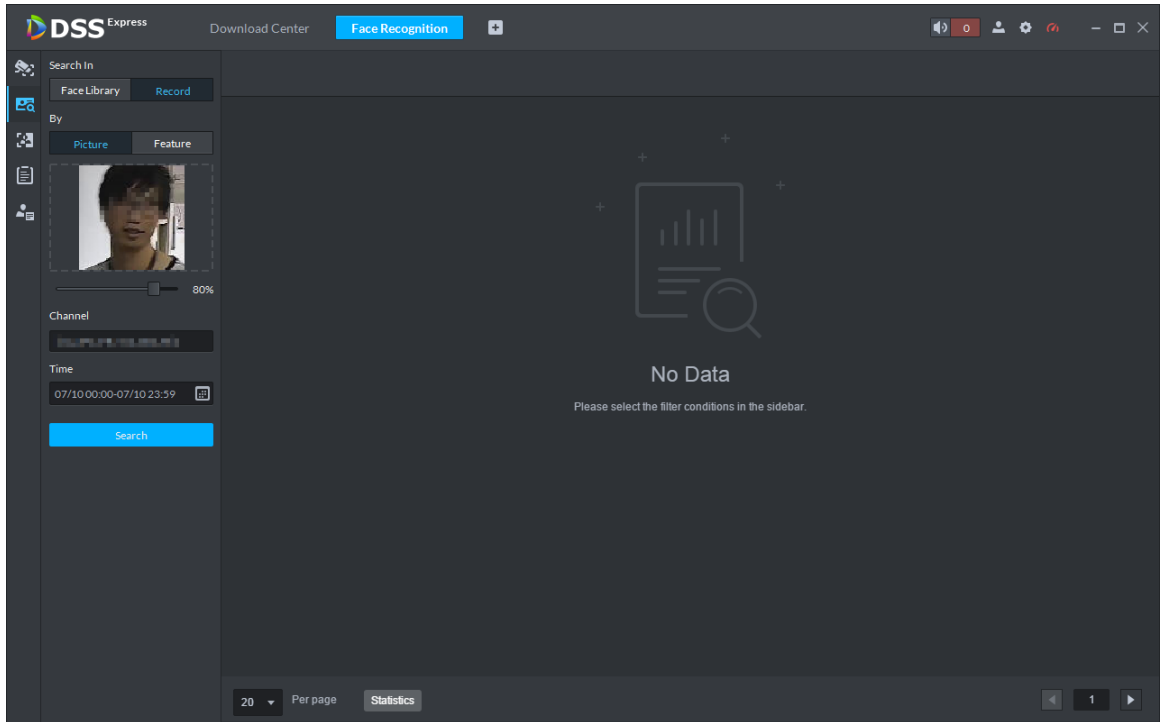 DSS Express
Download Center
Face Recognition
0
Search In
Face Library
Record
By
Picture
Feature
80%
Channel
Time
07/10 00:00-07/10 23:59
Search
No Data
Please select the filter conditions in the sidebar.
20
Per page
Statistics
1